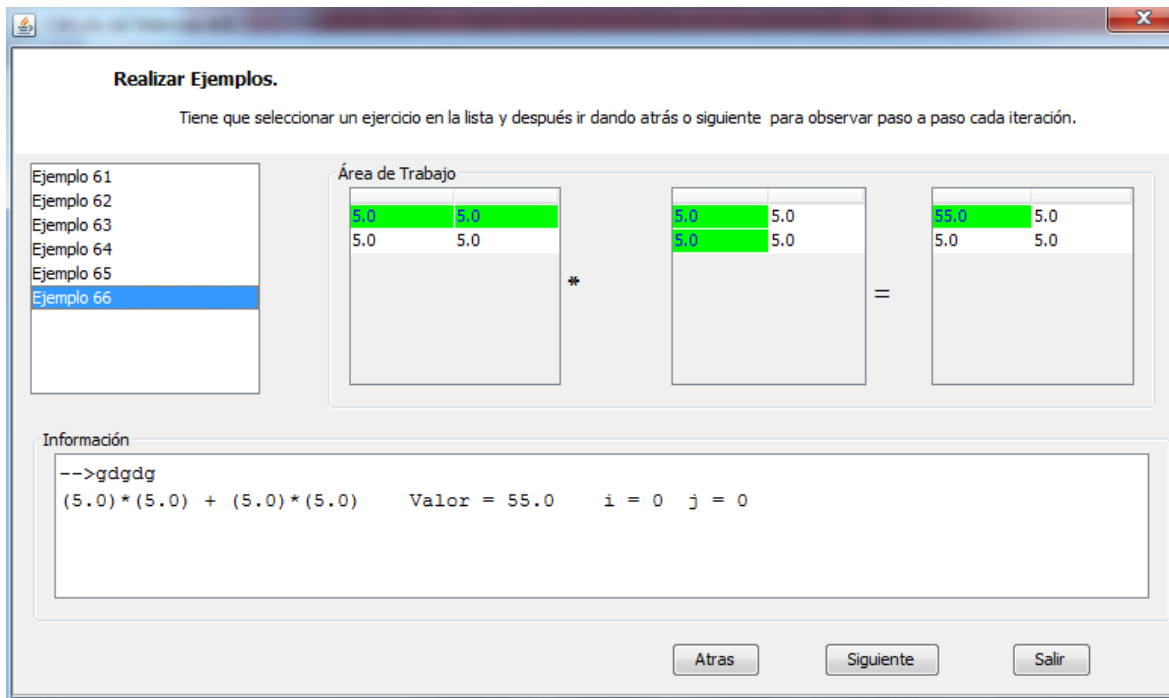 Realizar Ejemplos.
Tiene que seleccionar un ejercicio en la lista y después ir dando atrás o siguiente para observar paso a paso cada iteración.
Ejemplo 61
Ejemplo 62
Ejemplo 63
Ejemplo 64
Ejemplo 65
Ejemplo 66
Área de Trabajo
5.0 5.0 5.0 5.0 55.0 5.0
5.0 5.0 5.0 5.0 5.0 5.0
* =
Información
-->gdgdg
(5.0)*(5.0) + (5.0)*(5.0) Valor = 55.0 i = 0 j = 0
Atras Siguiente Salir